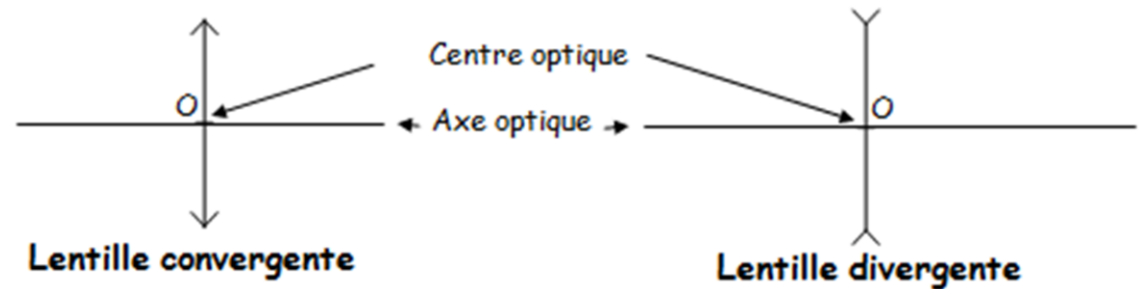 Centre optique
O
O
Axe optique
Lentille convergente
Lentille divergente